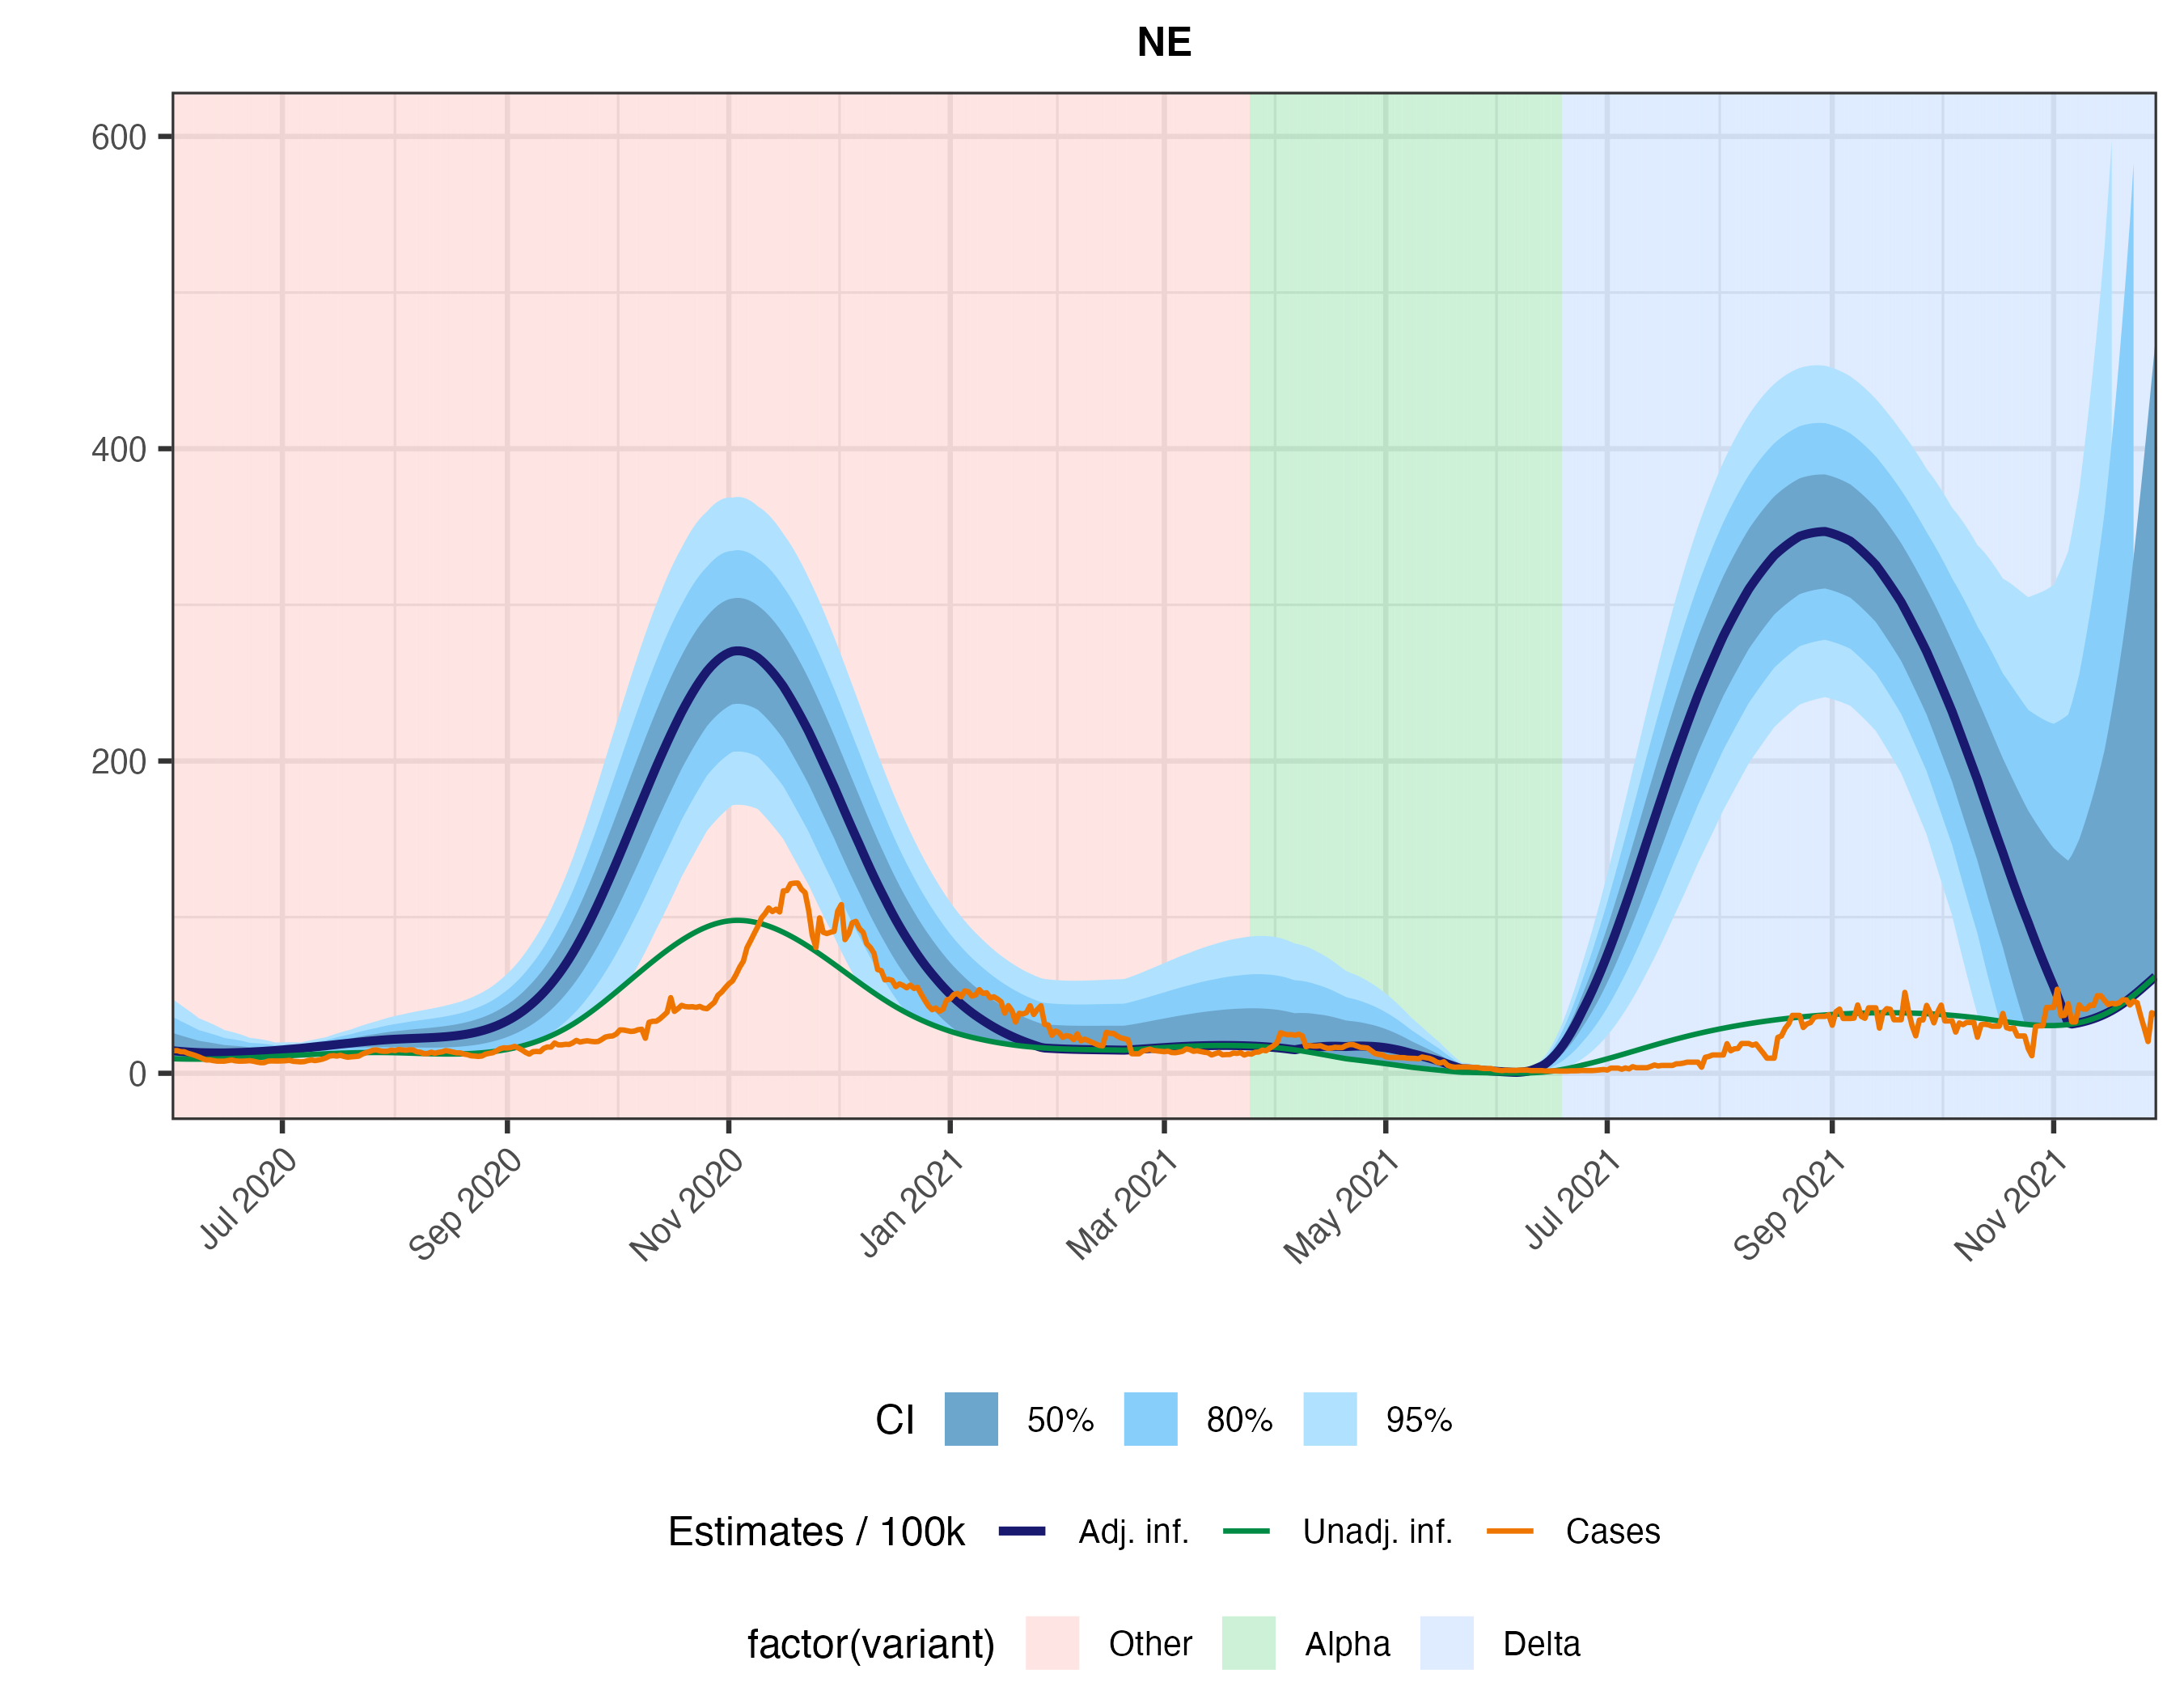 NE
600
400
200
0
Jul 2020
Sep 2020
Nov 2020
Jan 2021
Mar 2021
May 2021
Jul 2021
Sep 2021
Nov 2021
CI 50% 80% 95%
Estimates / 100k Adj. inf. Unadj. inf. Cases
factor(variant) Other Alpha Delta